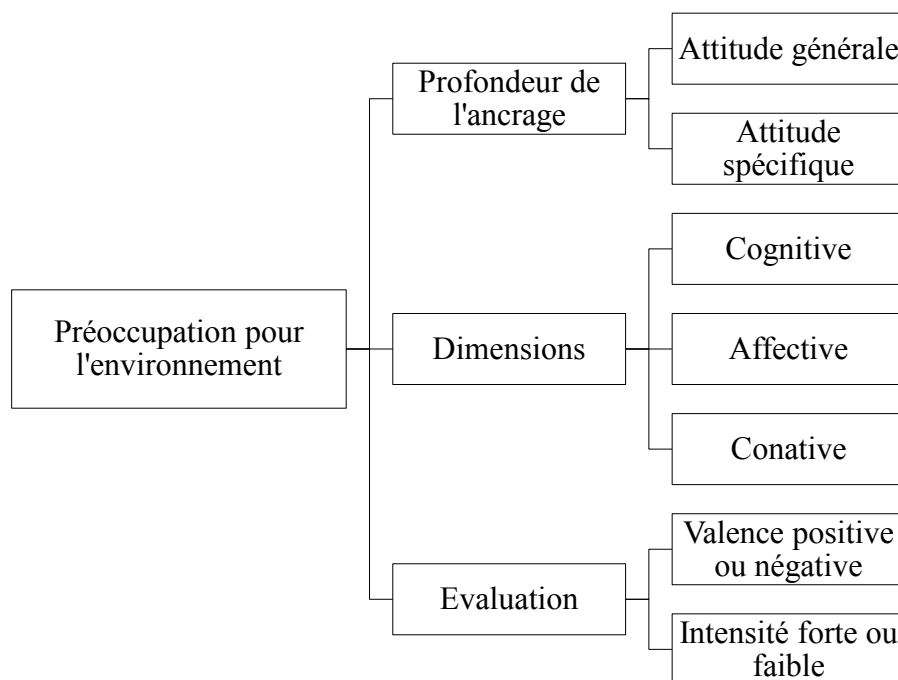 Attitude générale
Profondeur de
l'ancrage
Attitude
spécifique
Cognitive
Préoccupation pour
l'environnement
Dimensions
Affective
Conative
Valence positive
ou négative
Evaluation
Intensité forte ou
faible